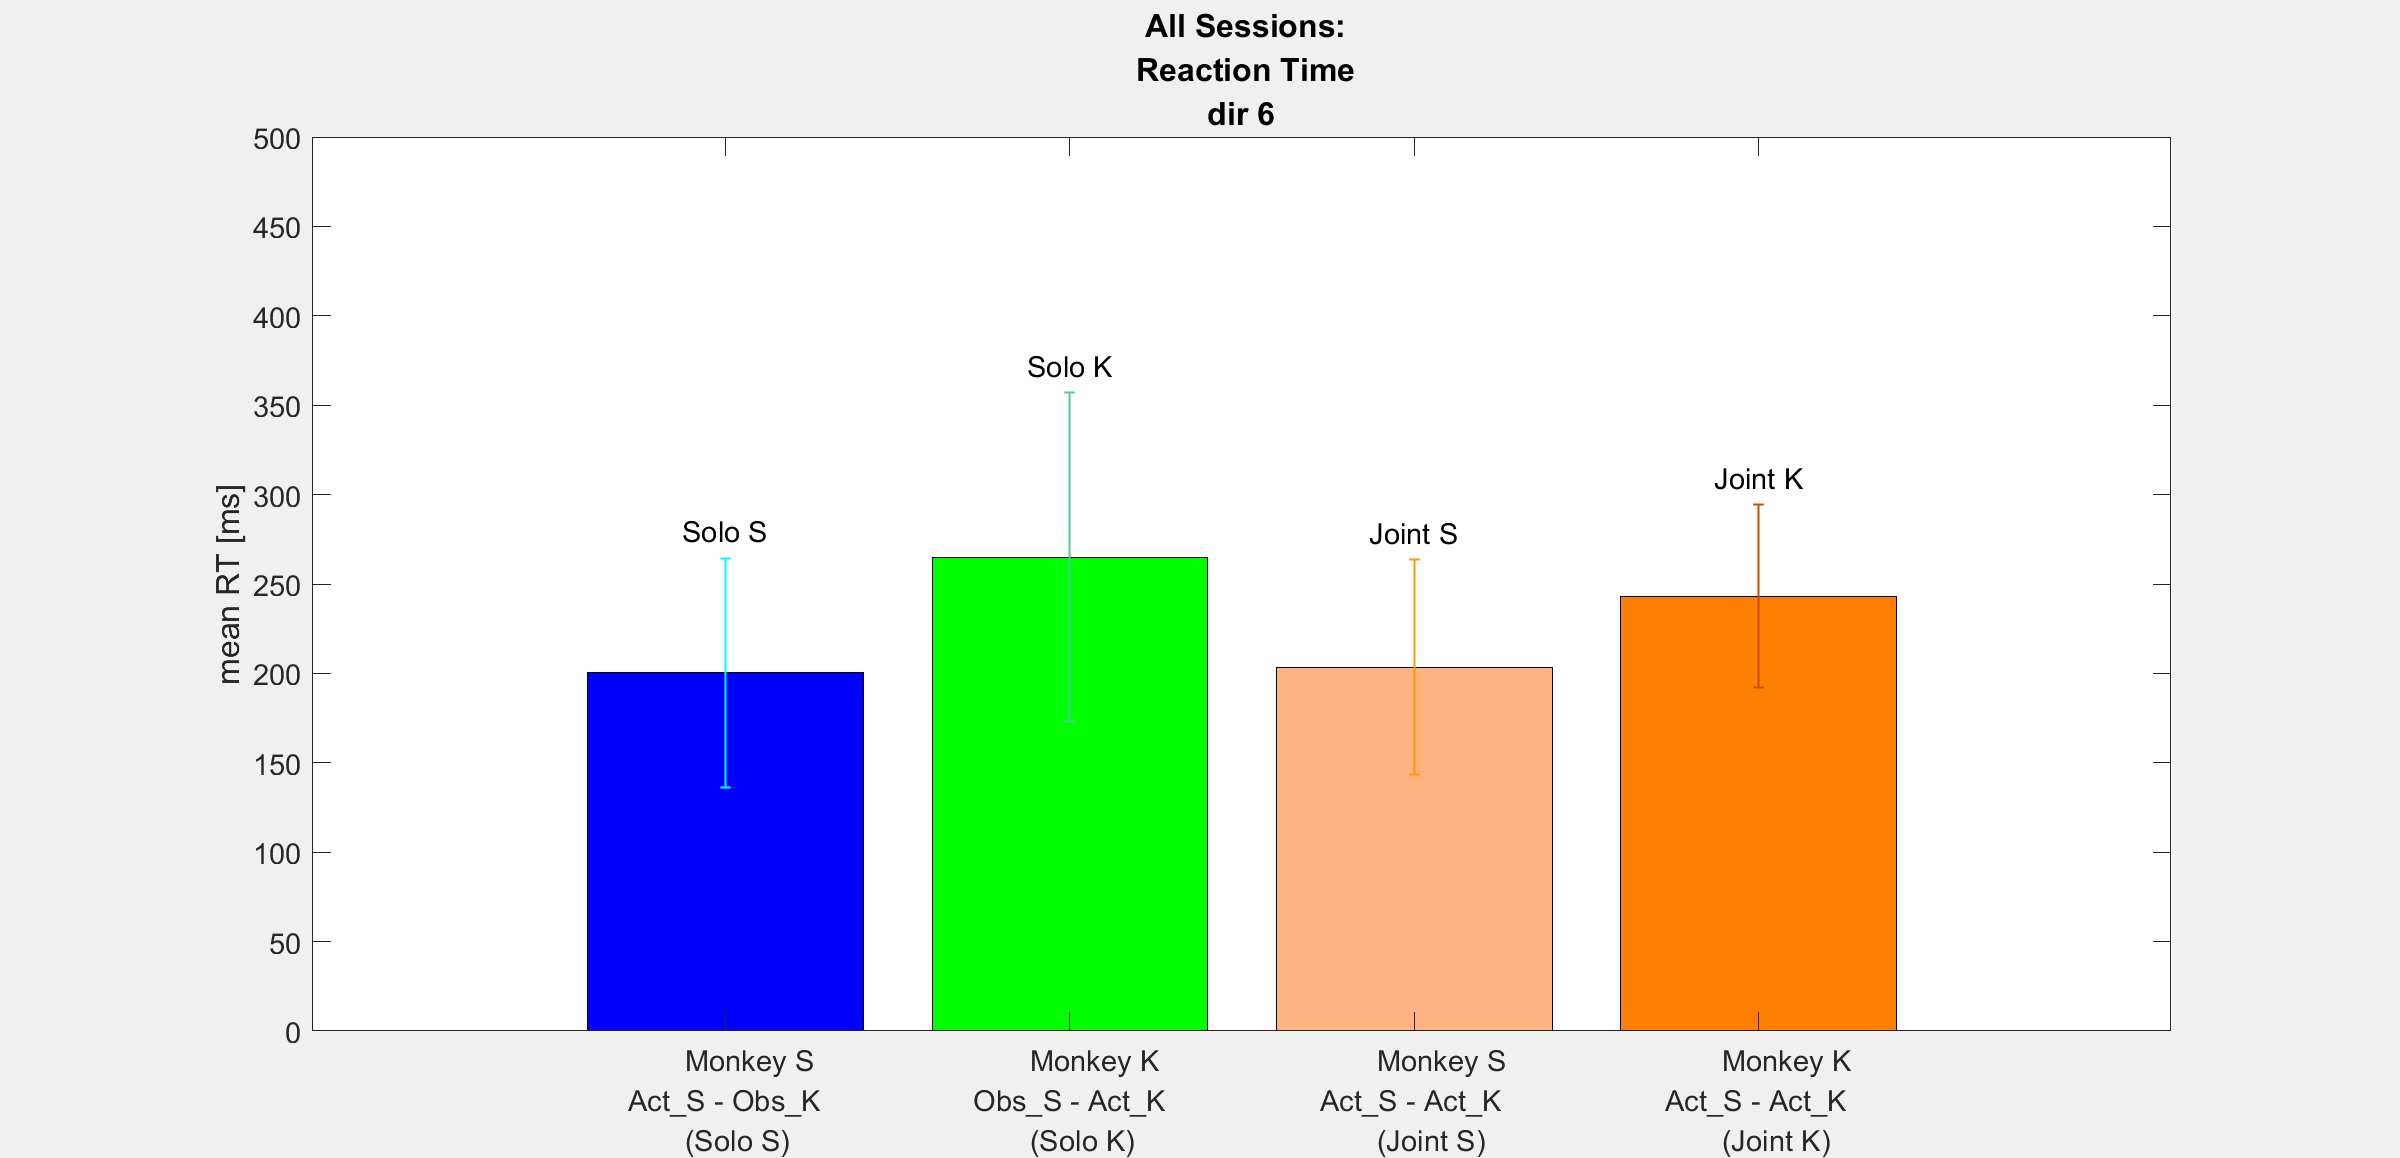 All Sessions:
Reaction Time
dir 6
500
450
400
350
300
250
200
150
100
50
0
mean RT [ms]
Solo S
Solo K
Joint S
Joint K
Monkey S
Act_S - Obs_K
(Solo S)
Monkey K
Obs_S - Act_K
(Solo K)
Monkey S
Act_S - Act_K
(Joint S)
Monkey K
Act_S - Act_K
(Joint K)